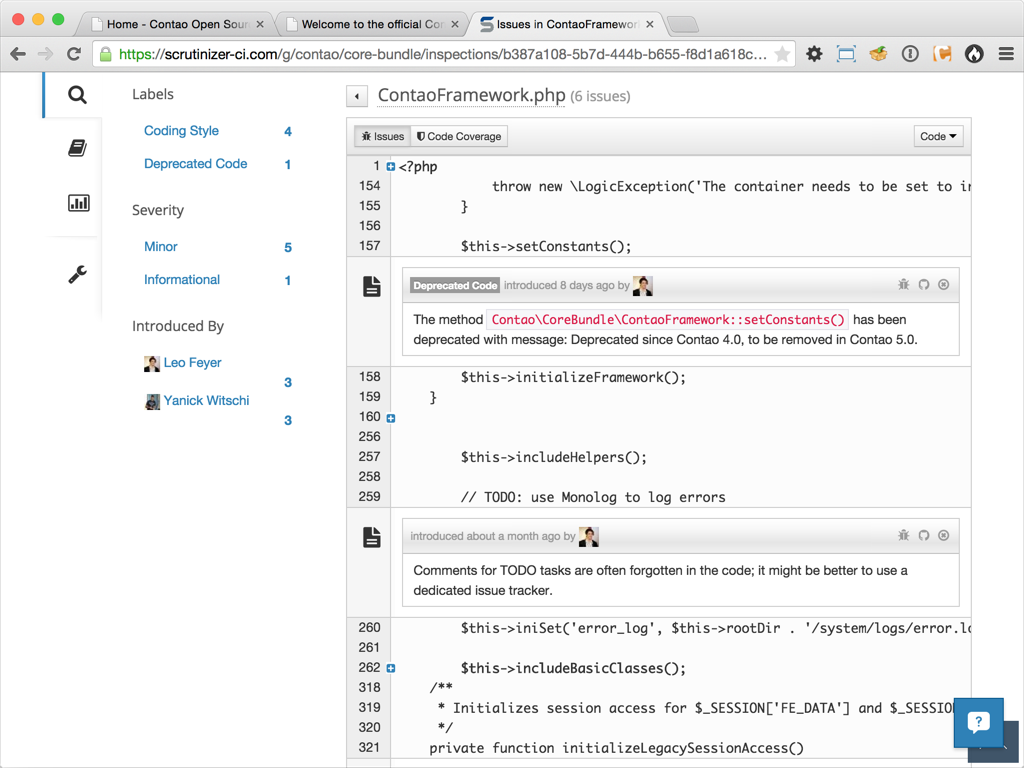 Home - Contao Open Sour
Welcome to the official Con
Issues in ContaoFramewor
https://scrutinizer-ci.com/g/contao/core-bundle/inspections/b387a108-5b7d-444b-b655-f8d1a618c...
Labels
Coding Style 4
Deprecated Code 1
Severity
Minor 5
Informational 1
Introduced By
Leo Feyer
3
Yanick Witschi
3
ContaoFramework.php (6 issues)
Issues Code Coverage Code
1 <?php
154 throw new \LogicException('The container needs to be set to in
155 }
156
157 $this->setConstants();
Deprecated Code introduced 8 days ago by
The method Contao\CoreBundle\ContaoFramework::setConstants() has been
deprecated with message: Deprecated since Contao 4.0, to be removed in Contao 5.0.
158 $this->initializeFramework();
159 }
160
256
257 $this->includeHelpers();
258
259 // TODO: use Monolog to log errors
introduced about a month ago by
Comments for TODO tasks are often forgotten in the code; it might be better to use a
dedicated issue tracker.
260 $this->iniSet('error_log', $this->rootDir . '/system/logs/error.lo
261
262 $this->includeBasicClasses();
318 /**
319 * Initializes session access for $_SESSION['FE_DATA'] and $_SESSION
320 */
321 private function initializeLegacySessionAccess()